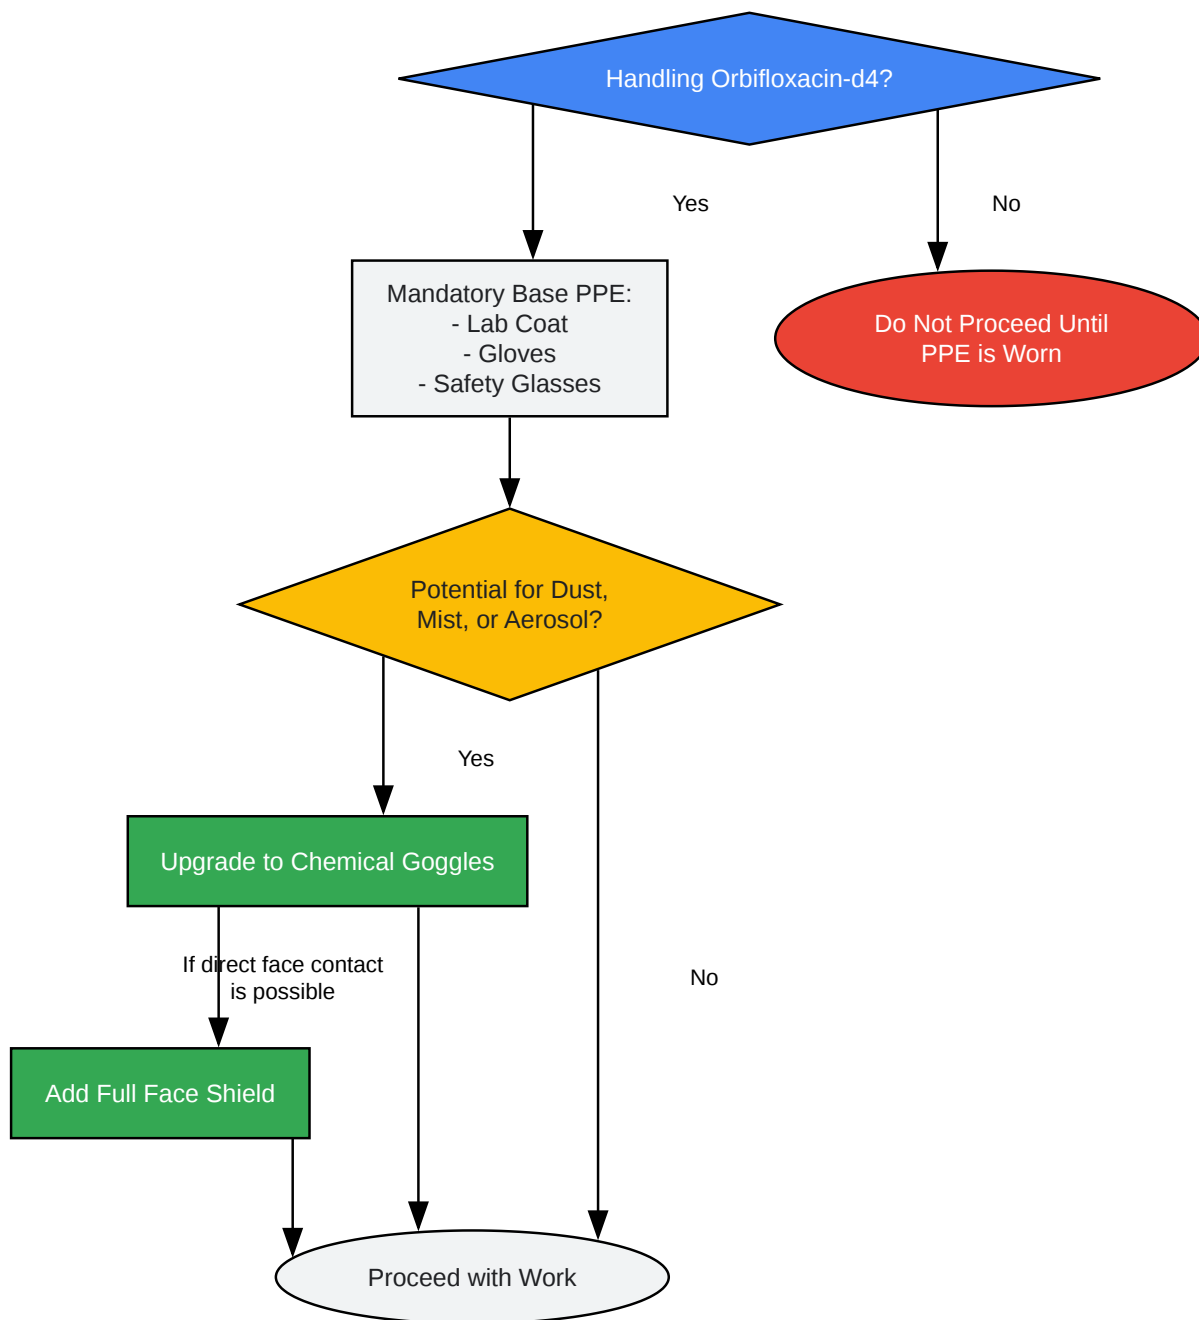 Handling Orbifloxacin-d4?
Yes
No
Mandatory Base PPE:
- Lab Coat
- Gloves
- Safety Glasses
Do Not Proceed Until
PPE is Worn
Potential for Dust,
Mist, or Aerosol?
Yes
Upgrade to Chemical Goggles
If direct face contact
is possible
No
Add Full Face Shield
Proceed with Work